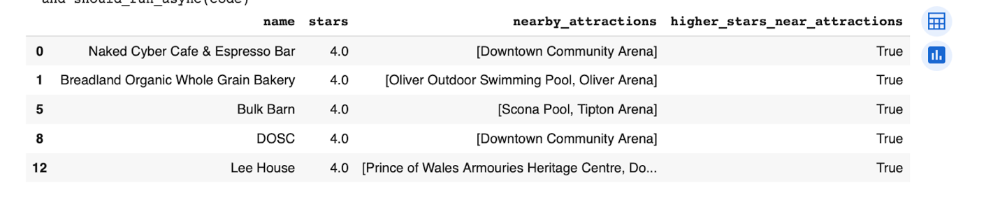 and should_run_async(code)
name stars nearby_attractions higher_stars_near_attractions
0 Naked Cyber Cafe & Espresso Bar 4.0 [Downtown Community Arena] True
1 Breadland Organic Whole Grain Bakery 4.0 [Oliver Outdoor Swimming Pool, Oliver Arena] True
5 Bulk Barn 4.0 [Scona Pool, Tipton Arena] True
8 DOSC 4.0 [Downtown Community Arena] True
12 Lee House 4.0 [Prince of Wales Armouries Heritage Centre, Do... True